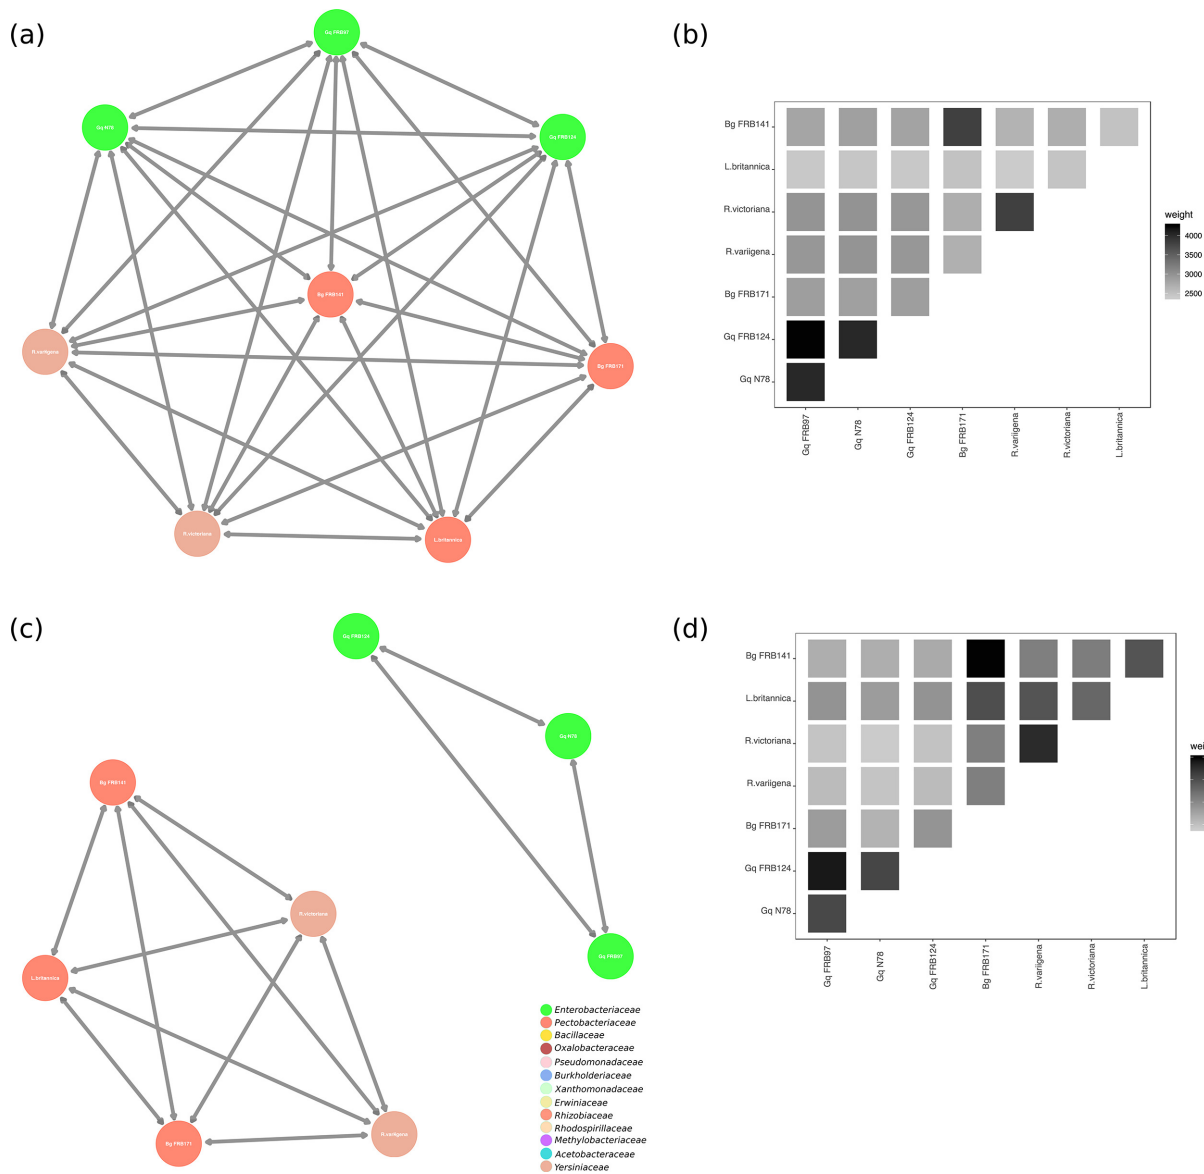 (a)
Gq FRB97
Gq N78
Gq FRB124
Bg FRB141
R.variigena
Bg FRB171
R.victoriana
L.britannica
(b)
Bg FRB141
L.britannica
R.victoriana
R.variigena
Bg FRB171
Gq FRB124
Gq N78
Gq FRB97
Gq N78
Gq FRB124
Bg FRB171
R.variigena
R.victoriana
L.britannica
weight
4000
3500
3000
2500
(c)
Gq FRB124
Gq N78
Bg FRB141
R.victoriana
L.britannica
Gq FRB97
Bg FRB171
R.variigena
Enterobacteriaceae
Pectobacteriaceae
Bacillaceae
Oxalobacteraceae
Pseudomonadaceae
Burkholderiaceae
Xanthomonadaceae
Erwiniaceae
Rhizobiaceae
Rhodospirillaceae
Methylobacteriaceae
Acetobacteraceae
Yersiniaceae
(d)
Bg FRB141
L.britannica
R.victoriana
R.variigena
Bg FRB171
Gq FRB124
Gq N78
Gq FRB97
Gq N78
Gq FRB124
Bg FRB171
R.variigena
R.victoriana
L.britannica